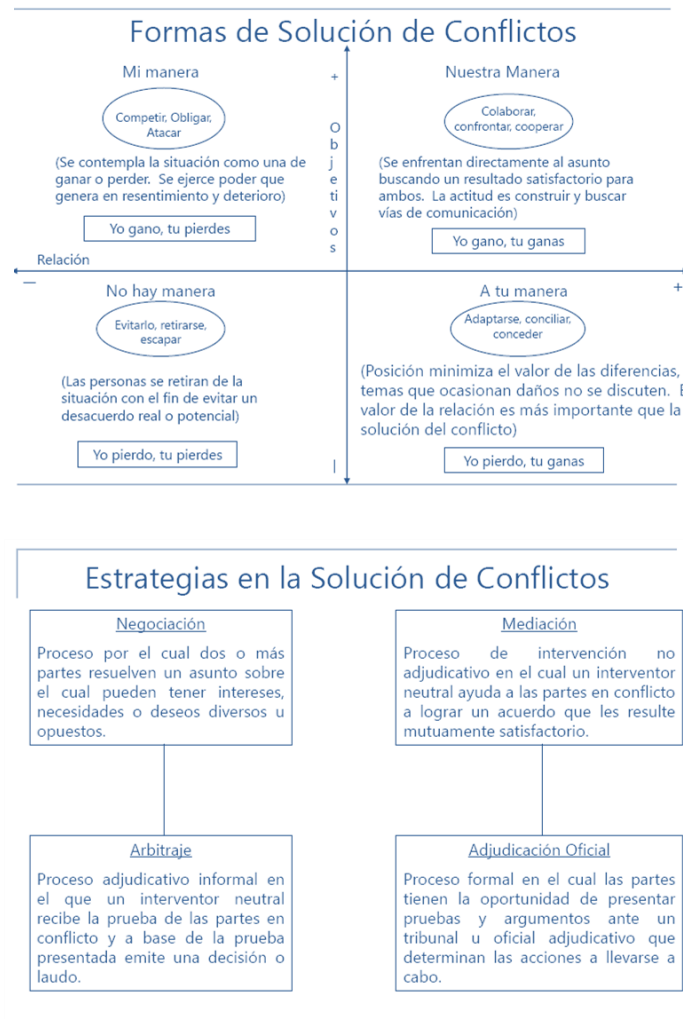 Formas de Solución de Conflictos
Mi manera
Competir, Obligar,
Atacar
(Se contempla la situación como una de
ganar o perder. Se ejerce poder que
genera en resentimiento y deterioro)
Yo gano, tu pierdes
+
Objetivos
Nuestra Manera
Colaborar,
confrontar, cooperar
(Se enfrentan directamente al asunto
buscando un resultado satisfactorio para
ambos. La actitud es construir y buscar
vías de comunicación)
Yo gano, tu ganas
Relación
—
+
No hay manera
Evitarlo, retirarse,
escapar
(Las personas se retiran de la
situación con el fin de evitar un
desacuerdo real o potencial)
Yo pierdo, tu pierdes
|
A tu manera
Adaptarse, conciliar,
conceder
(Posición minimiza el valor de las diferencias,
temas que ocasionan daños no se discuten.
valor de la relación es más importante que la
solución del conflicto)
Yo pierdo, tu ganas
Estrategias en la Solución de Conflictos
Negociación
Proceso por el cual dos o más
partes resuelven un asunto sobre
el cual pueden tener intereses,
necesidades o deseos diversos u
opuestos.
Mediación
Proceso de intervención no
adjudicativo en el cual un interventor
neutral ayuda a las partes en conflicto
a lograr un acuerdo que les resulte
mutuamente satisfactorio.
Arbitraje
Proceso adjudicativo informal en
el que un interventor neutral
recibe la prueba de las partes en
conflicto y a base de la prueba
presentada emite una decisión o
laudo.
Adjudicación Oficial
Proceso formal en el cual las partes
tienen la oportunidad de presentar
pruebas y argumentos ante un
tribunal u oficial adjudicativo que
determinan las acciones a llevarse a
cabo.